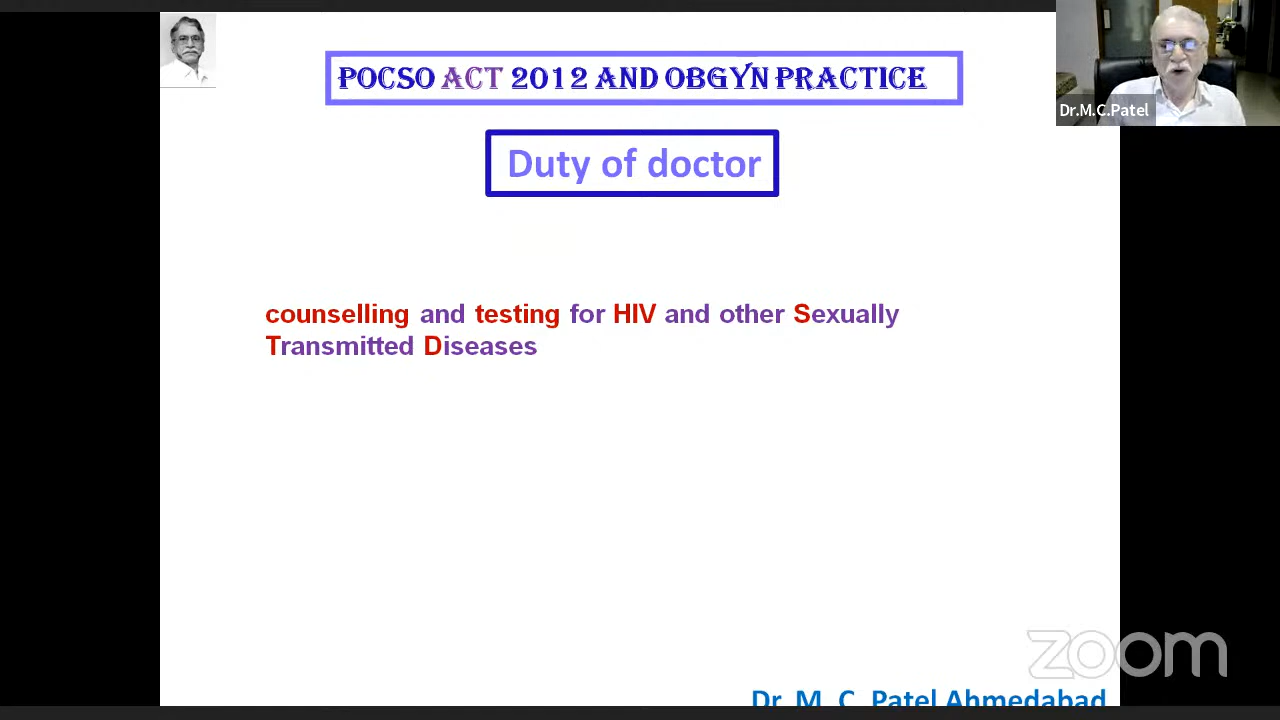 POCSO ACT 2012 AND OBGYN PRACTICE
Dr.M.C.Patel
Duty of doctor
counselling and testing for HIV and other Sexually
Transmitted Diseases
zoom
Dr. M. C. Patel Ahmedabad